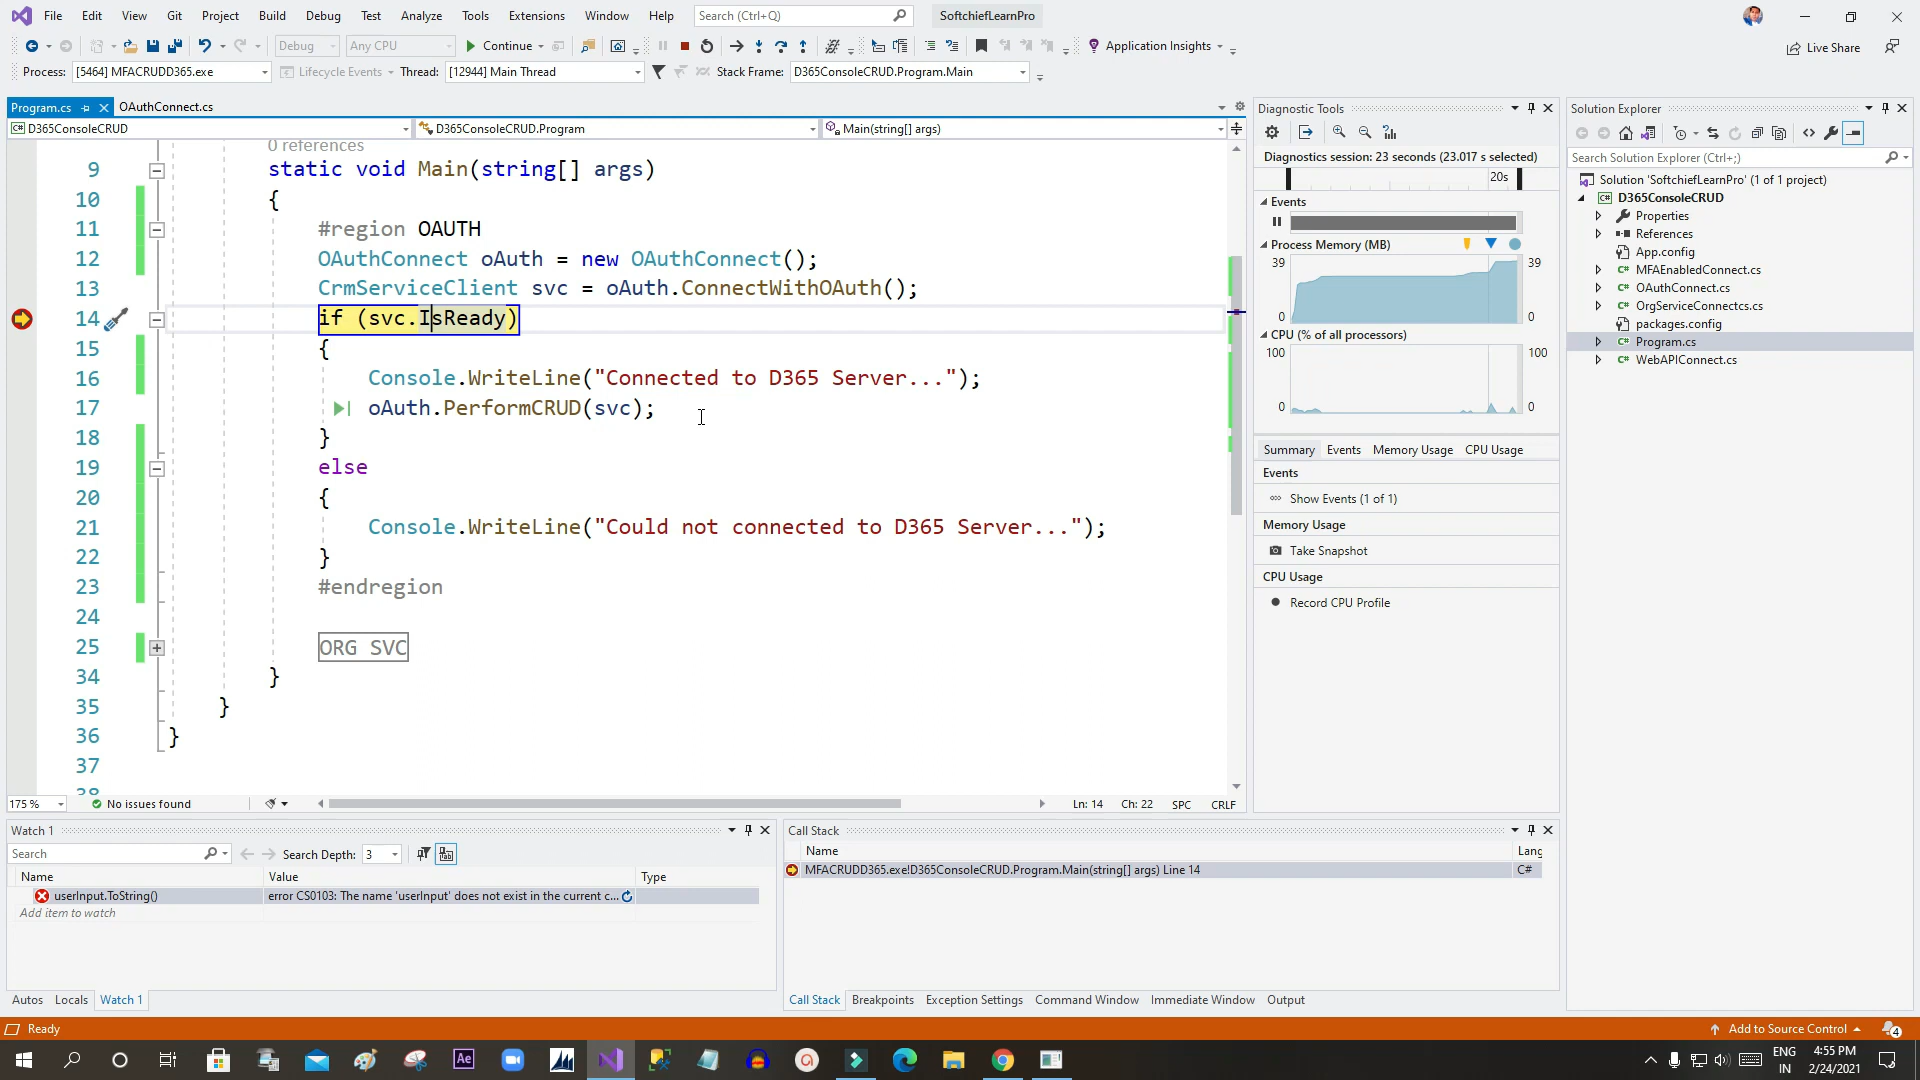 File Edit View Git Project Build Debug Test Analyze Tools Extensions Window Help Search (Ctrl+Q) SoftchiefLearnPro
Debug Any CPU Continue Application Insights Live Share
Process: [5464] MFACRUDD365.exe Lifecycle Events Thread: [12944] Main Thread Stack Frame: D365ConsoleCRUD.Program.Main
Program.cs OAuthConnect.cs
D365ConsoleCRUD D365ConsoleCRUD.Program Main(string[] args)
0 references
9 static void Main(string[] args)
10 {
11 #region OAUTH
12 OAuthConnect oAuth = new OAuthConnect();
13 CrmServiceClient svc = oAuth.ConnectWithOAuth();
14 if (svc.IsReady)
15 {
16 Console.WriteLine("Connected to D365 Server...");
17 oAuth.PerformCRUD(svc);
18 }
19 else
20 {
21 Console.WriteLine("Could not connected to D365 Server...");
22 }
23 #endregion
24
25 ORG SVC
34 }
35 }
36 }
37
38
175 % No issues found Ln: 14 Ch: 22 SPC CRLF
Diagnostic Tools
Diagnostics session: 23 seconds (23.017 s selected)
20s
Events
Process Memory (MB)
39 39
0 0
CPU (% of all processors)
100 100
0 0
Summary Events Memory Usage CPU Usage
Events
Show Events (1 of 1)
Memory Usage
Take Snapshot
CPU Usage
Record CPU Profile
Solution Explorer
Search Solution Explorer (Ctrl+;)
Solution 'SoftchiefLearnPro' (1 of 1 project)
D365ConsoleCRUD
Properties
References
App.config
MFAEnabledConnect.cs
OAuthConnect.cs
OrgServiceConnectcs.cs
packages.config
Program.cs
WebAPIConnect.cs
Watch 1
Search Search Depth: 3
Name Value Type
userInput.ToString() error CS0103: The name 'userInput' does not exist in the current c...
Add item to watch
Autos Locals Watch 1
Call Stack
Name Lang
MFACRUDD365.exe!D365ConsoleCRUD.Program.Main(string[] args) Line 14 C#
Call Stack Breakpoints Exception Settings Command Window Immediate Window Output
Ready Add to Source Control 4
Ae
ENG
IN
4:55 PM
2/24/2021